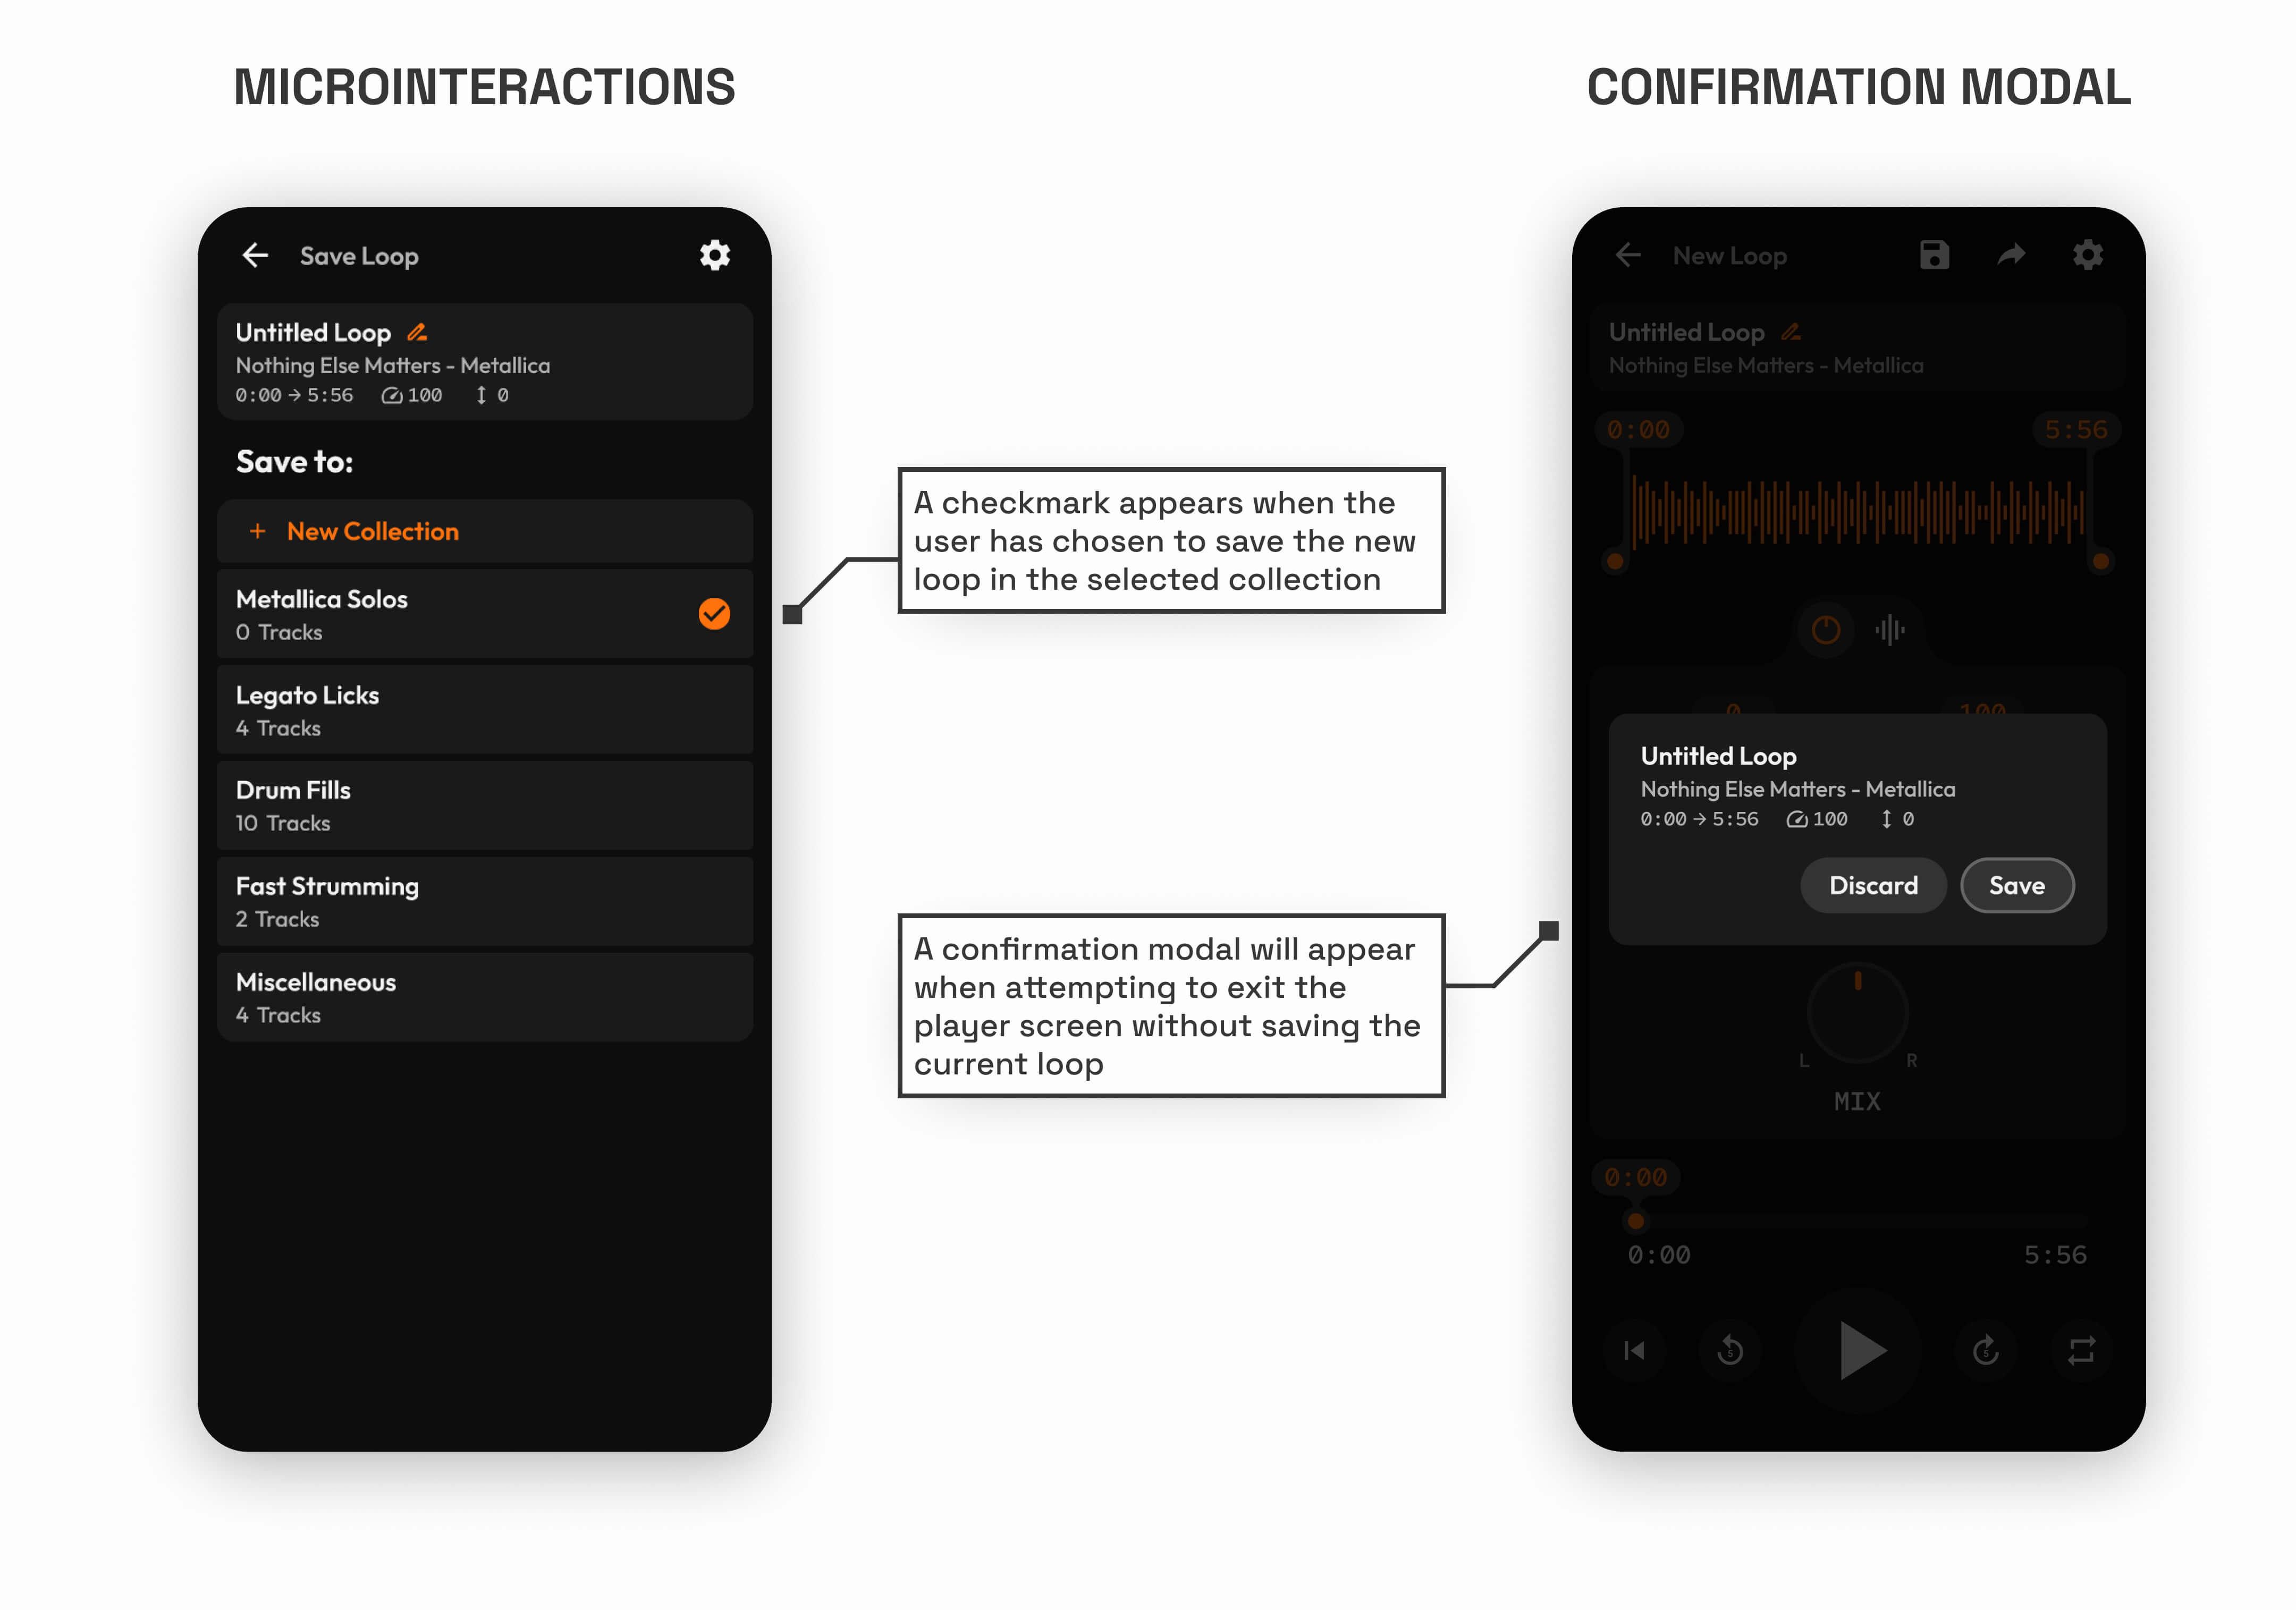 MICROINTERACTIONS
Save Loop
Untitled Loop
Nothing Else Matters - Metallica
0:00 → 5:56 100 0
Save to:
+ New Collection
Metallica Solos
0 Tracks
Legato Licks
4 Tracks
Drum Fills
10 Tracks
Fast Strumming
2 Tracks
Miscellaneous
4 Tracks
A checkmark appears when the
user has chosen to save the new
loop in the selected collection
A confirmation modal will appear
when attempting to exit the
player screen without saving the
current loop
CONFIRMATION MODAL
New Loop
Untitled Loop
Nothing Else Matters - Metallica
0:00 5:56
0 100
Untitled Loop
Nothing Else Matters - Metallica
0:00 → 5:56 100 0
Discard Save
L R
MIX
0:00
0:00 5:56
5 5